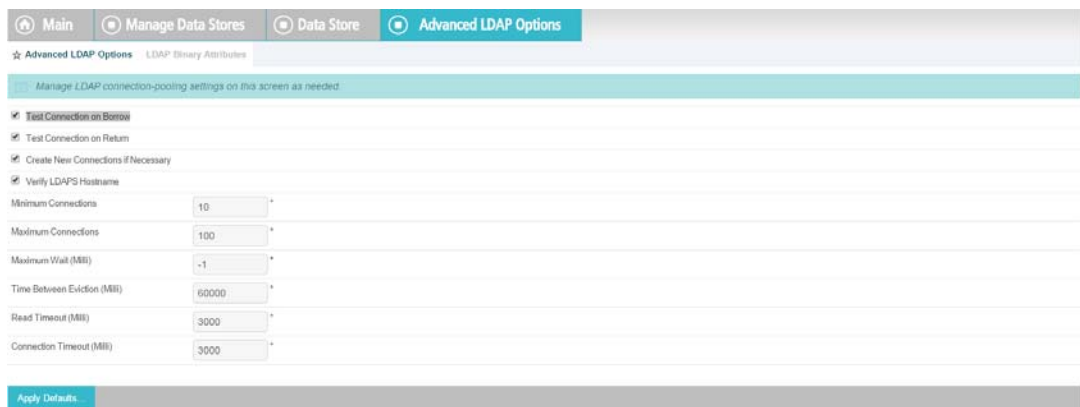 Main Manage Data Stores Data Store Advanced LDAP Options
Advanced LDAP Options LDAP Binary Attributes
Manage LDAP connection-pooling settings on this screen as needed.
Test Connection on Borrow
Test Connection on Return
Create New Connections if Necessary
Verify LDAPS Hostname
Minimum Connections 10 *
Maximum Connections 100 *
Maximum Wait (Milli) -1 *
Time Between Eviction (Milli) 60000 *
Read Timeout (Milli) 3000 *
Connection Timeout (Milli) 3000 *
Apply Defaults...